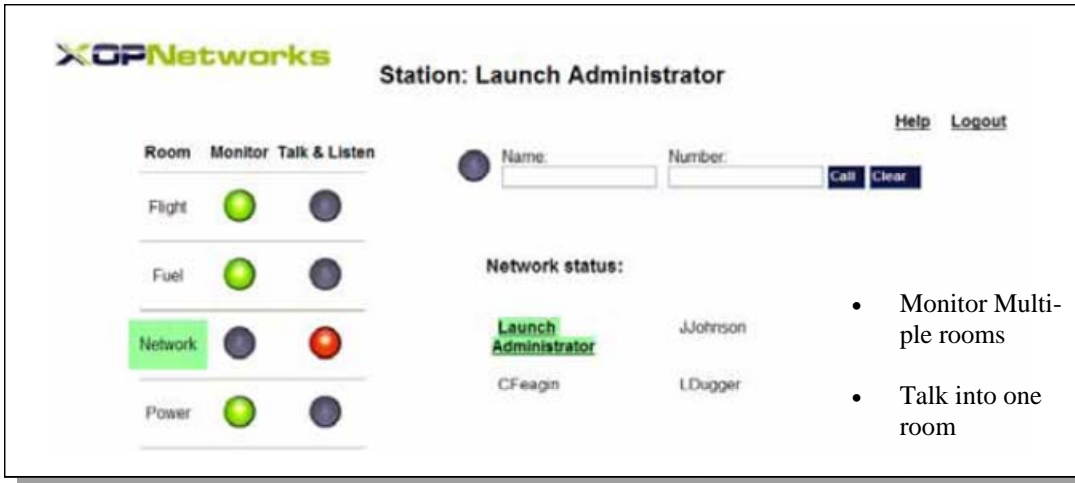 XOPNetworks
Station: Launch Administrator
Help Logout
Room Monitor Talk & Listen
Name: Number:
Call Clear
Flight
Fuel
Network
Power
Network status:
Launch
Administrator
JJohnson
CFeagin LDugger
• Monitor Multi-
ple rooms
• Talk into one
room